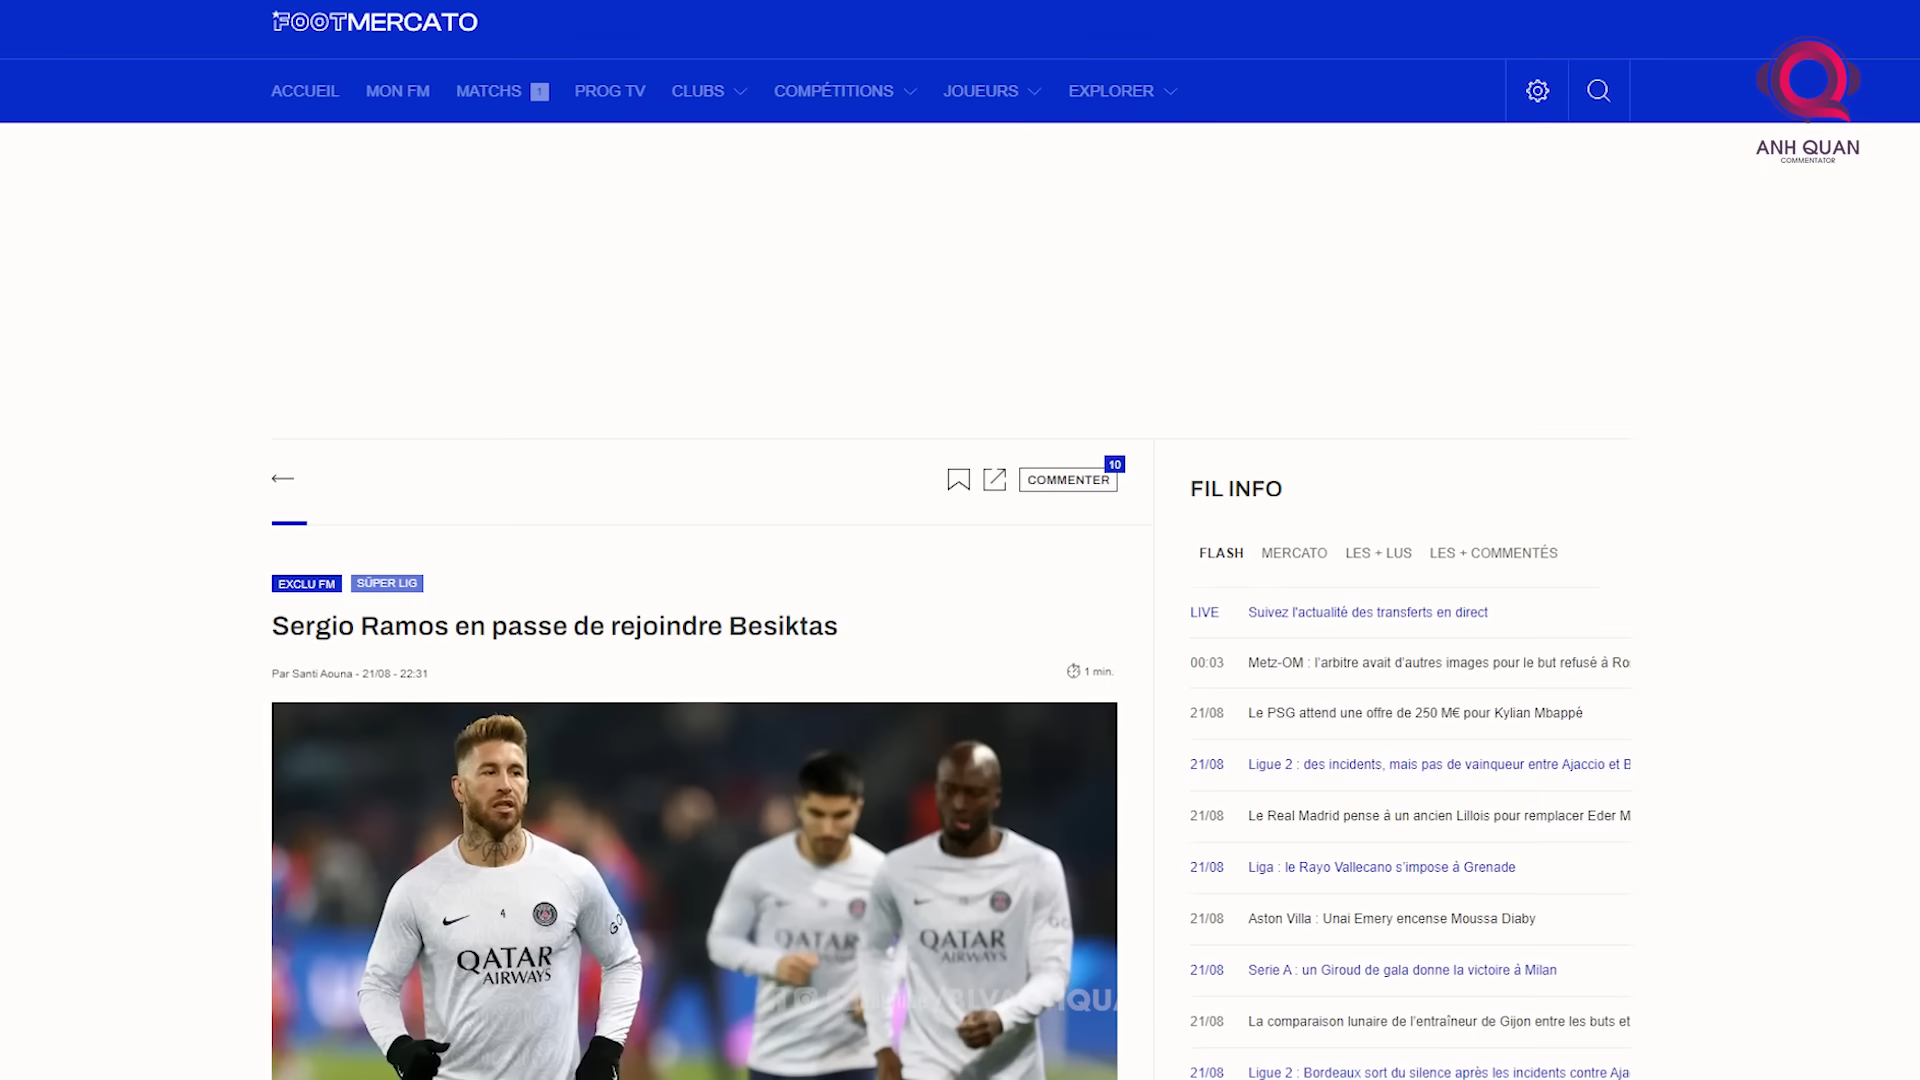 FOOTMERCATO
ACCUEIL
MON FM
MATCHS 1
PROG TV
CLUBS
COMPÉTITIONS
JOUEURS
EXPLORER
ANH QUAN
COMMENTATOR
COMMENTER
10
EXCLU FM
SÜPER LIG
Sergio Ramos en passe de rejoindre Besiktas
Par Santi Aouna - 21/08 - 22:31
1 min.
4
QATAR
AIRWAYS
GO
QATAR
AIRWAYS
QATAR
AIRWAYS
GO
FIL INFO
FLASH
MERCATO
LES + LUS
LES + COMMENTÉS
LIVE Suivez l'actualité des transferts en direct
00:03 Metz-OM : l’arbitre avait d’autres images pour le but refusé à
21/08 Le PSG attend une offre de 250 M€ pour Kylian Mbappé
21/08 Ligue 2 : des incidents, mais pas de vainqueur entre Ajaccio et B
21/08 Le Real Madrid pense à un ancien Lillois pour remplacer Eder M
21/08 Liga : le Rayo Vallecano s’impose à Grenade
21/08 Aston Villa : Unai Emery encense Moussa Diaby
21/08 Serie A : un Giroud de gala donne la victoire à Milan
21/08 La comparaison lunaire de l’entraîneur de Gijon entre les buts et
21/08 Ligue 2 : Bordeaux sort du silence après les incidents contre Aja